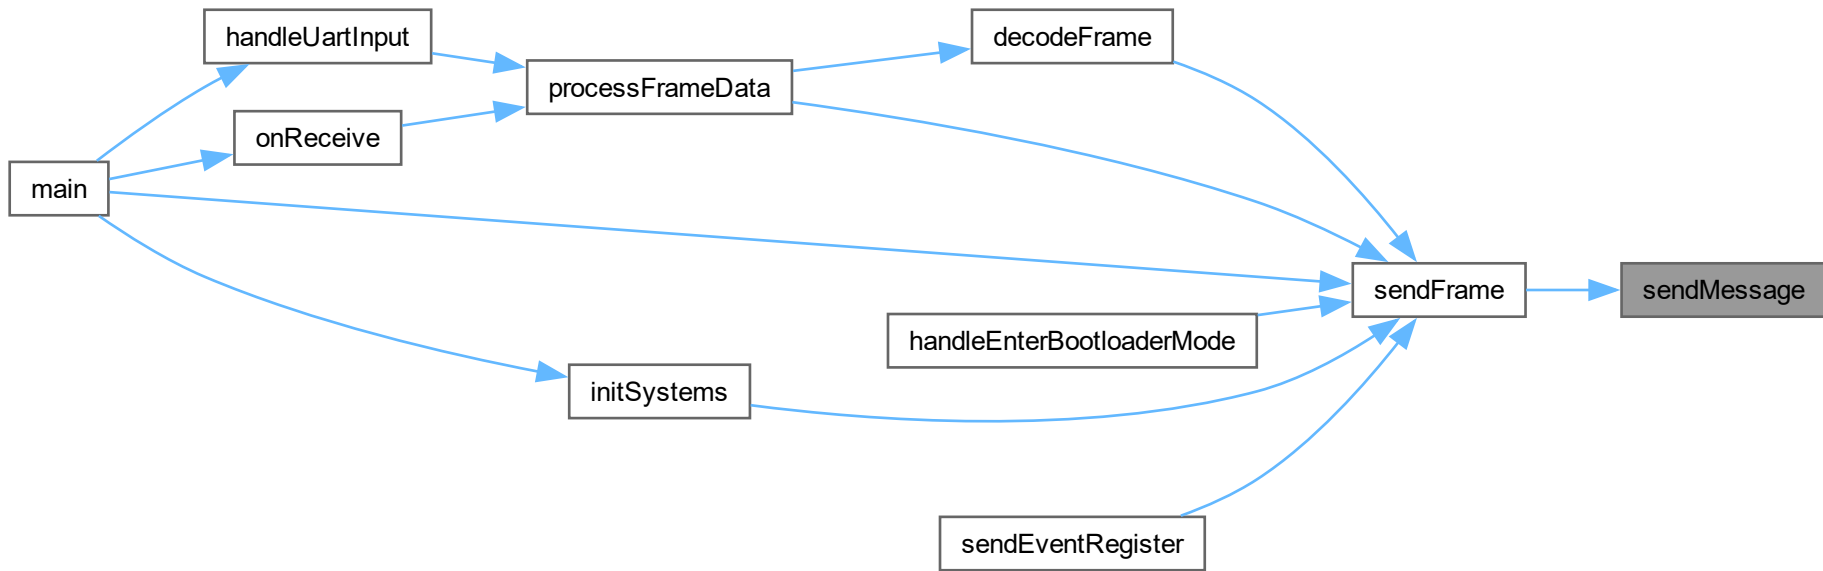 handleUartInput
decodeFrame
processFrameData
onReceive
main
sendFrame
sendMessage
handleEnterBootloaderMode
initSystems
sendEventRegister